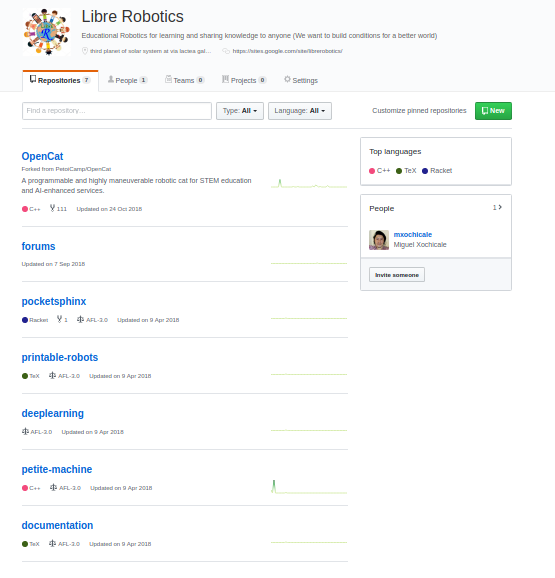 Libre Robotics
Educational Robotics for learning and sharing knowledge to anyone (We want to build conditions for a better world)
third planet of solar system at via lactea gal... https://sites.google.com/site/librerobotics/
Repositories 7 People 1 Teams 0 Projects 0 Settings
Find a repository... Type: All Language: All Customize pinned repositories New
OpenCat
Forked from PetoiCamp/OpenCat
A programmable and highly maneuverable robotic cat for STEM education
and AI-enhanced services.
C++ 111 Updated on 24 Oct 2018
forums
Updated on 7 Sep 2018
pocketsphinx
Racket 1 AFL-3.0 Updated on 9 Apr 2018
printable-robots
TeX AFL-3.0 Updated on 9 Apr 2018
deeplearning
AFL-3.0 Updated on 9 Apr 2018
petite-machine
C++ AFL-3.0 Updated on 9 Apr 2018
documentation
TeX AFL-3.0 Updated on 9 Apr 2018
Top languages
C++ TeX Racket
People 1
mxochicale
Miguel Xochicale
Invite someone